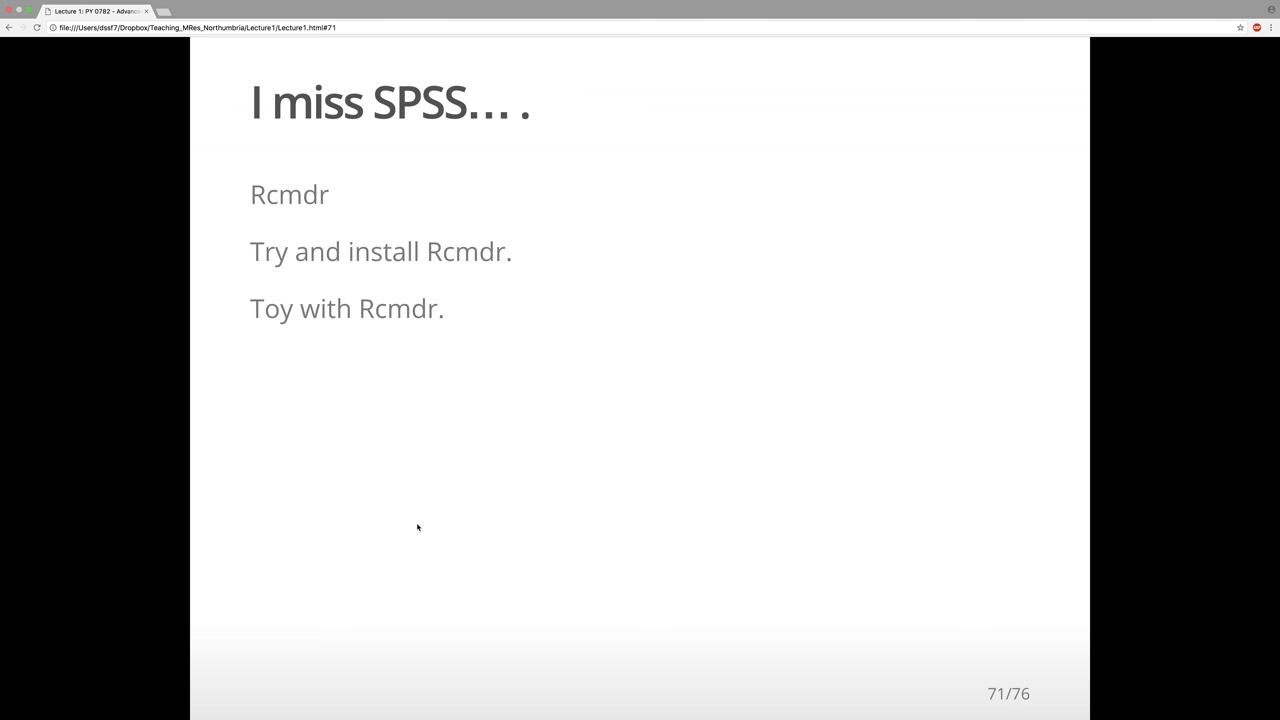 Lecture 1: PY 0782 - Advanc
file:///Users/dssf7/Dropbox/Teaching_MRes_Northumbria/Lecture1/Lecture1.html#71
I miss SPSS… .
Rcmdr
Try and install Rcmdr.
Toy with Rcmdr.
71/76